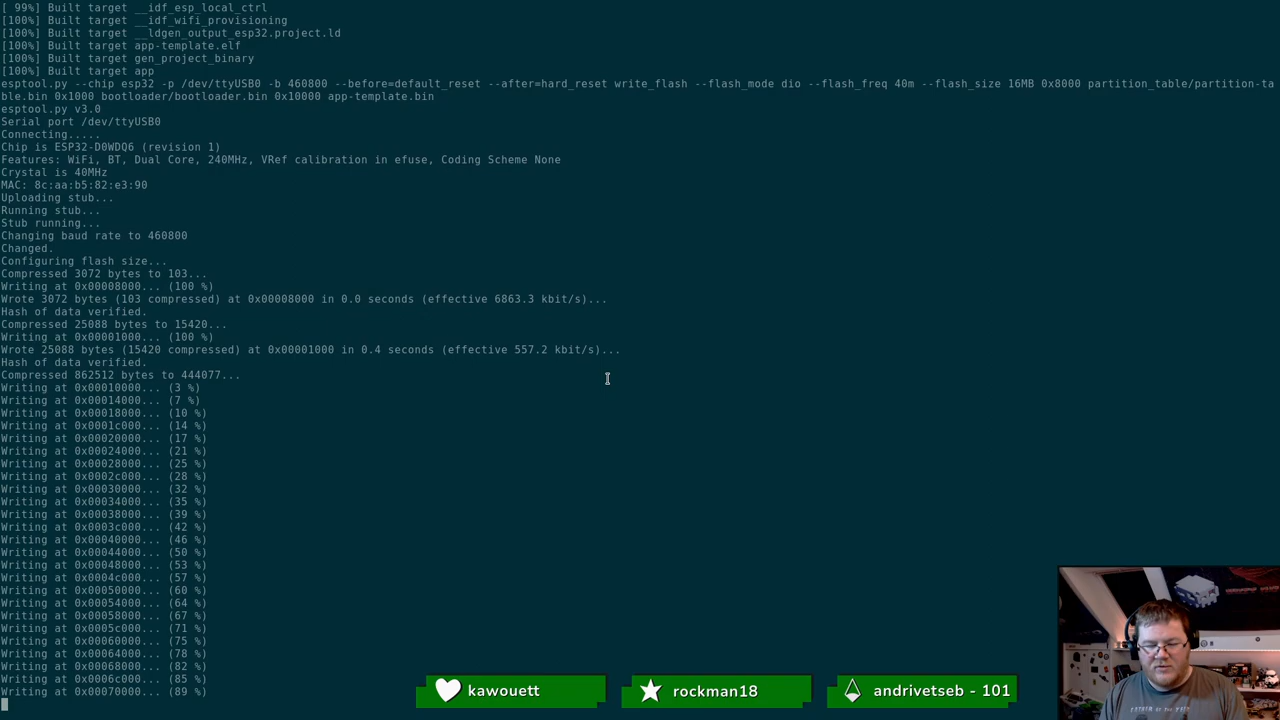 [ 99%] Built target __idf_esp_local_ctrl
[100%] Built target __idf_wifi_provisioning
[100%] Built target __ldgen_output_esp32.project.ld
[100%] Built target app-template.elf
[100%] Built target gen_project_binary
[100%] Built target app
esptool.py --chip esp32 -p /dev/ttyUSB0 -b 460800 --before=default_reset --after=hard_reset write_flash --flash_mode dio --flash_freq 40m --flash_size 16MB 0x8000 partition_table/partition-ta
ble.bin 0x1000 bootloader/bootloader.bin 0x10000 app-template.bin
esptool.py v3.0
Serial port /dev/ttyUSB0
Connecting.....
Chip is ESP32-D0WDQ6 (revision 1)
Features: WiFi, BT, Dual Core, 240MHz, VRef calibration in efuse, Coding Scheme None
Crystal is 40MHz
MAC: 8c:aa:b5:82:e3:90
Uploading stub...
Running stub...
Stub running...
Changing baud rate to 460800
Changed.
Configuring flash size...
Compressed 3072 bytes to 103...
Writing at 0x00008000... (100 %)
Wrote 3072 bytes (103 compressed) at 0x00008000 in 0.0 seconds (effective 6863.3 kbit/s)...
Hash of data verified.
Compressed 25088 bytes to 15420...
Writing at 0x00001000... (100 %)
Wrote 25088 bytes (15420 compressed) at 0x00001000 in 0.4 seconds (effective 557.2 kbit/s)...
Hash of data verified.
Compressed 862512 bytes to 444077...
Writing at 0x00010000... (3 %)
Writing at 0x00014000... (7 %)
Writing at 0x00018000... (10 %)
Writing at 0x0001c000... (14 %)
Writing at 0x00020000... (17 %)
Writing at 0x00024000... (21 %)
Writing at 0x00028000... (25 %)
Writing at 0x0002c000... (28 %)
Writing at 0x00030000... (32 %)
Writing at 0x00034000... (35 %)
Writing at 0x00038000... (39 %)
Writing at 0x0003c000... (42 %)
Writing at 0x00040000... (46 %)
Writing at 0x00044000... (50 %)
Writing at 0x00048000... (53 %)
Writing at 0x0004c000... (57 %)
Writing at 0x00050000... (60 %)
Writing at 0x00054000... (64 %)
Writing at 0x00058000... (67 %)
Writing at 0x0005c000... (71 %)
Writing at 0x00060000... (75 %)
Writing at 0x00064000... (78 %)
Writing at 0x00068000... (82 %)
Writing at 0x0006c000... (85 %)
Writing at 0x00070000... (89 %)
kawouett
rockman18
andrivetseb - 101